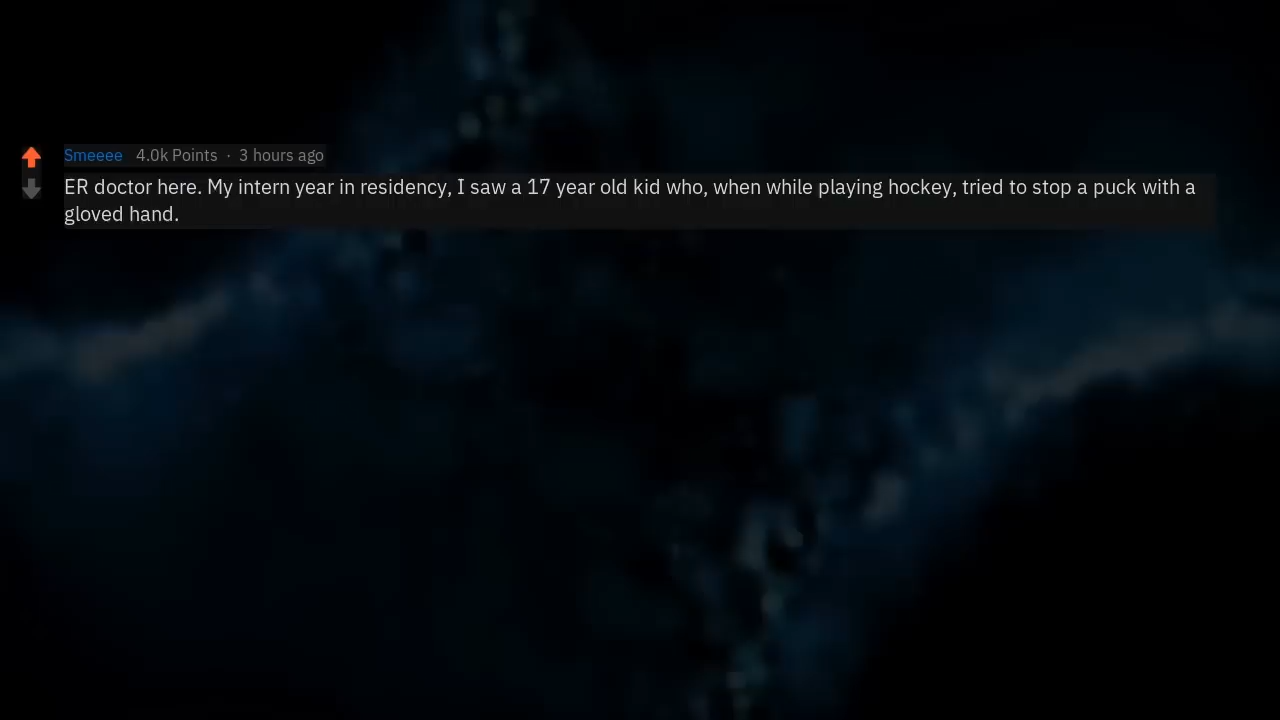 Smeeee 4.0k Points · 3 hours ago
ER doctor here. My intern year in residency, I saw a 17 year old kid who, when while playing hockey, tried to stop a puck with a
gloved hand.